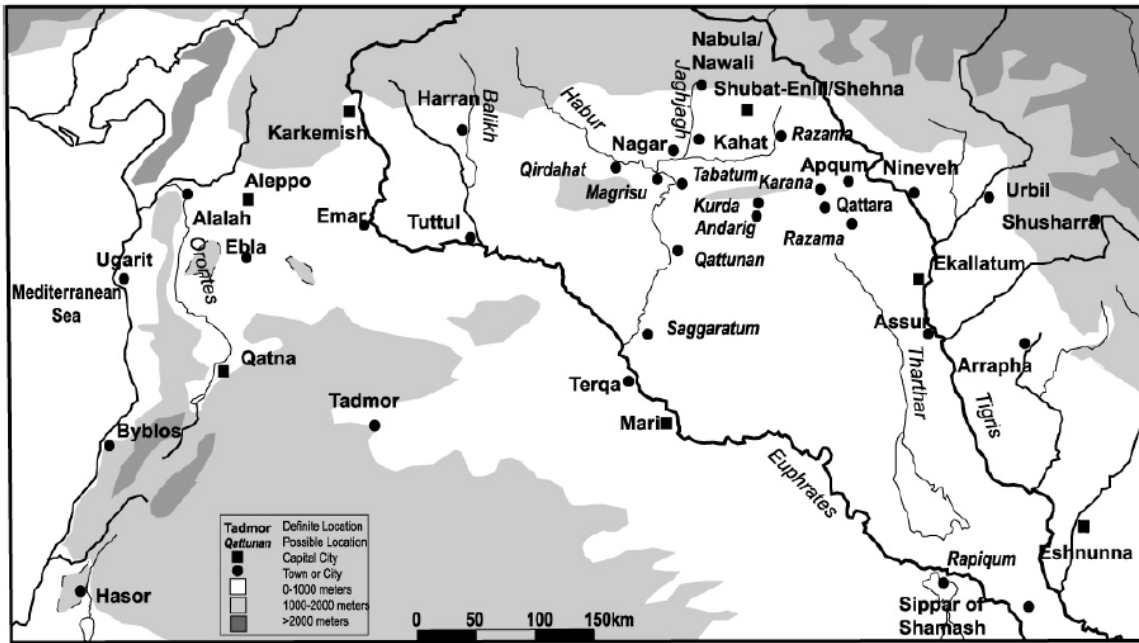 Nabula/
Nawali
Jaghjagh
Shubat-Enlil/Shehna
Harran
Balikh
Habur
Karkemish
Nagar
Kahat
Razama
Qirdahat
Magrisu
Tabatum
Karana
Apqum
Nineveh
Urbil
Aleppo
Alalah
Emar
Tuttul
Kurda
Andarig
Qattara
Razama
Shusharra
Ebla
Orontes
Ugarit
Mediterranean
Sea
Qattunan
Ekallatum
Saggaratum
Assur
Arrapha
Qatna
Terqa
Tharthar
Tigris
Tadmor
Mari
Byblos
Euphrates
Eshnunna
Rapiqum
Hasor
Sippar of
Shamash
Tadmor Definite Location
Qattunan Possible Location
Capital City
Town or City
0-1000 meters
1000-2000 meters
>2000 meters
0 50 100 150km